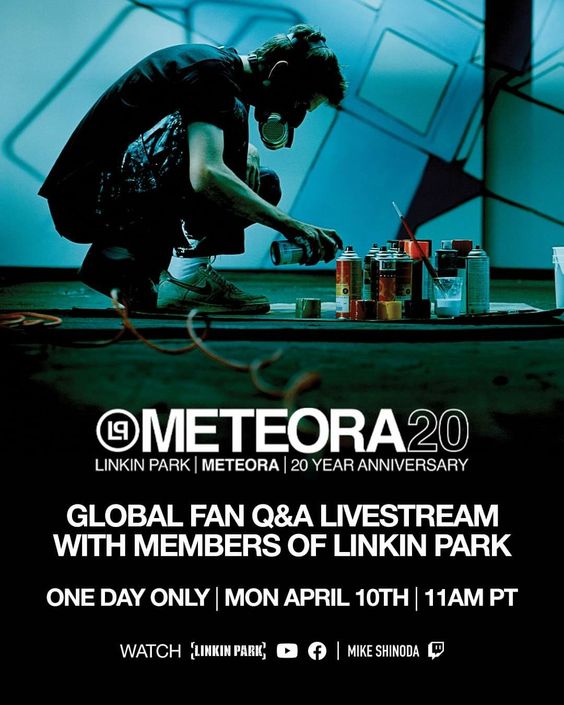 LP METEORA20
LINKIN PARK | METEORA | 20 YEAR ANNIVERSARY
GLOBAL FAN Q&A LIVESTREAM
WITH MEMBERS OF LINKIN PARK
ONE DAY ONLY | MON APRIL 10TH | 11AM PT
WATCH [LINKIN PARK] | MIKE SHINODA